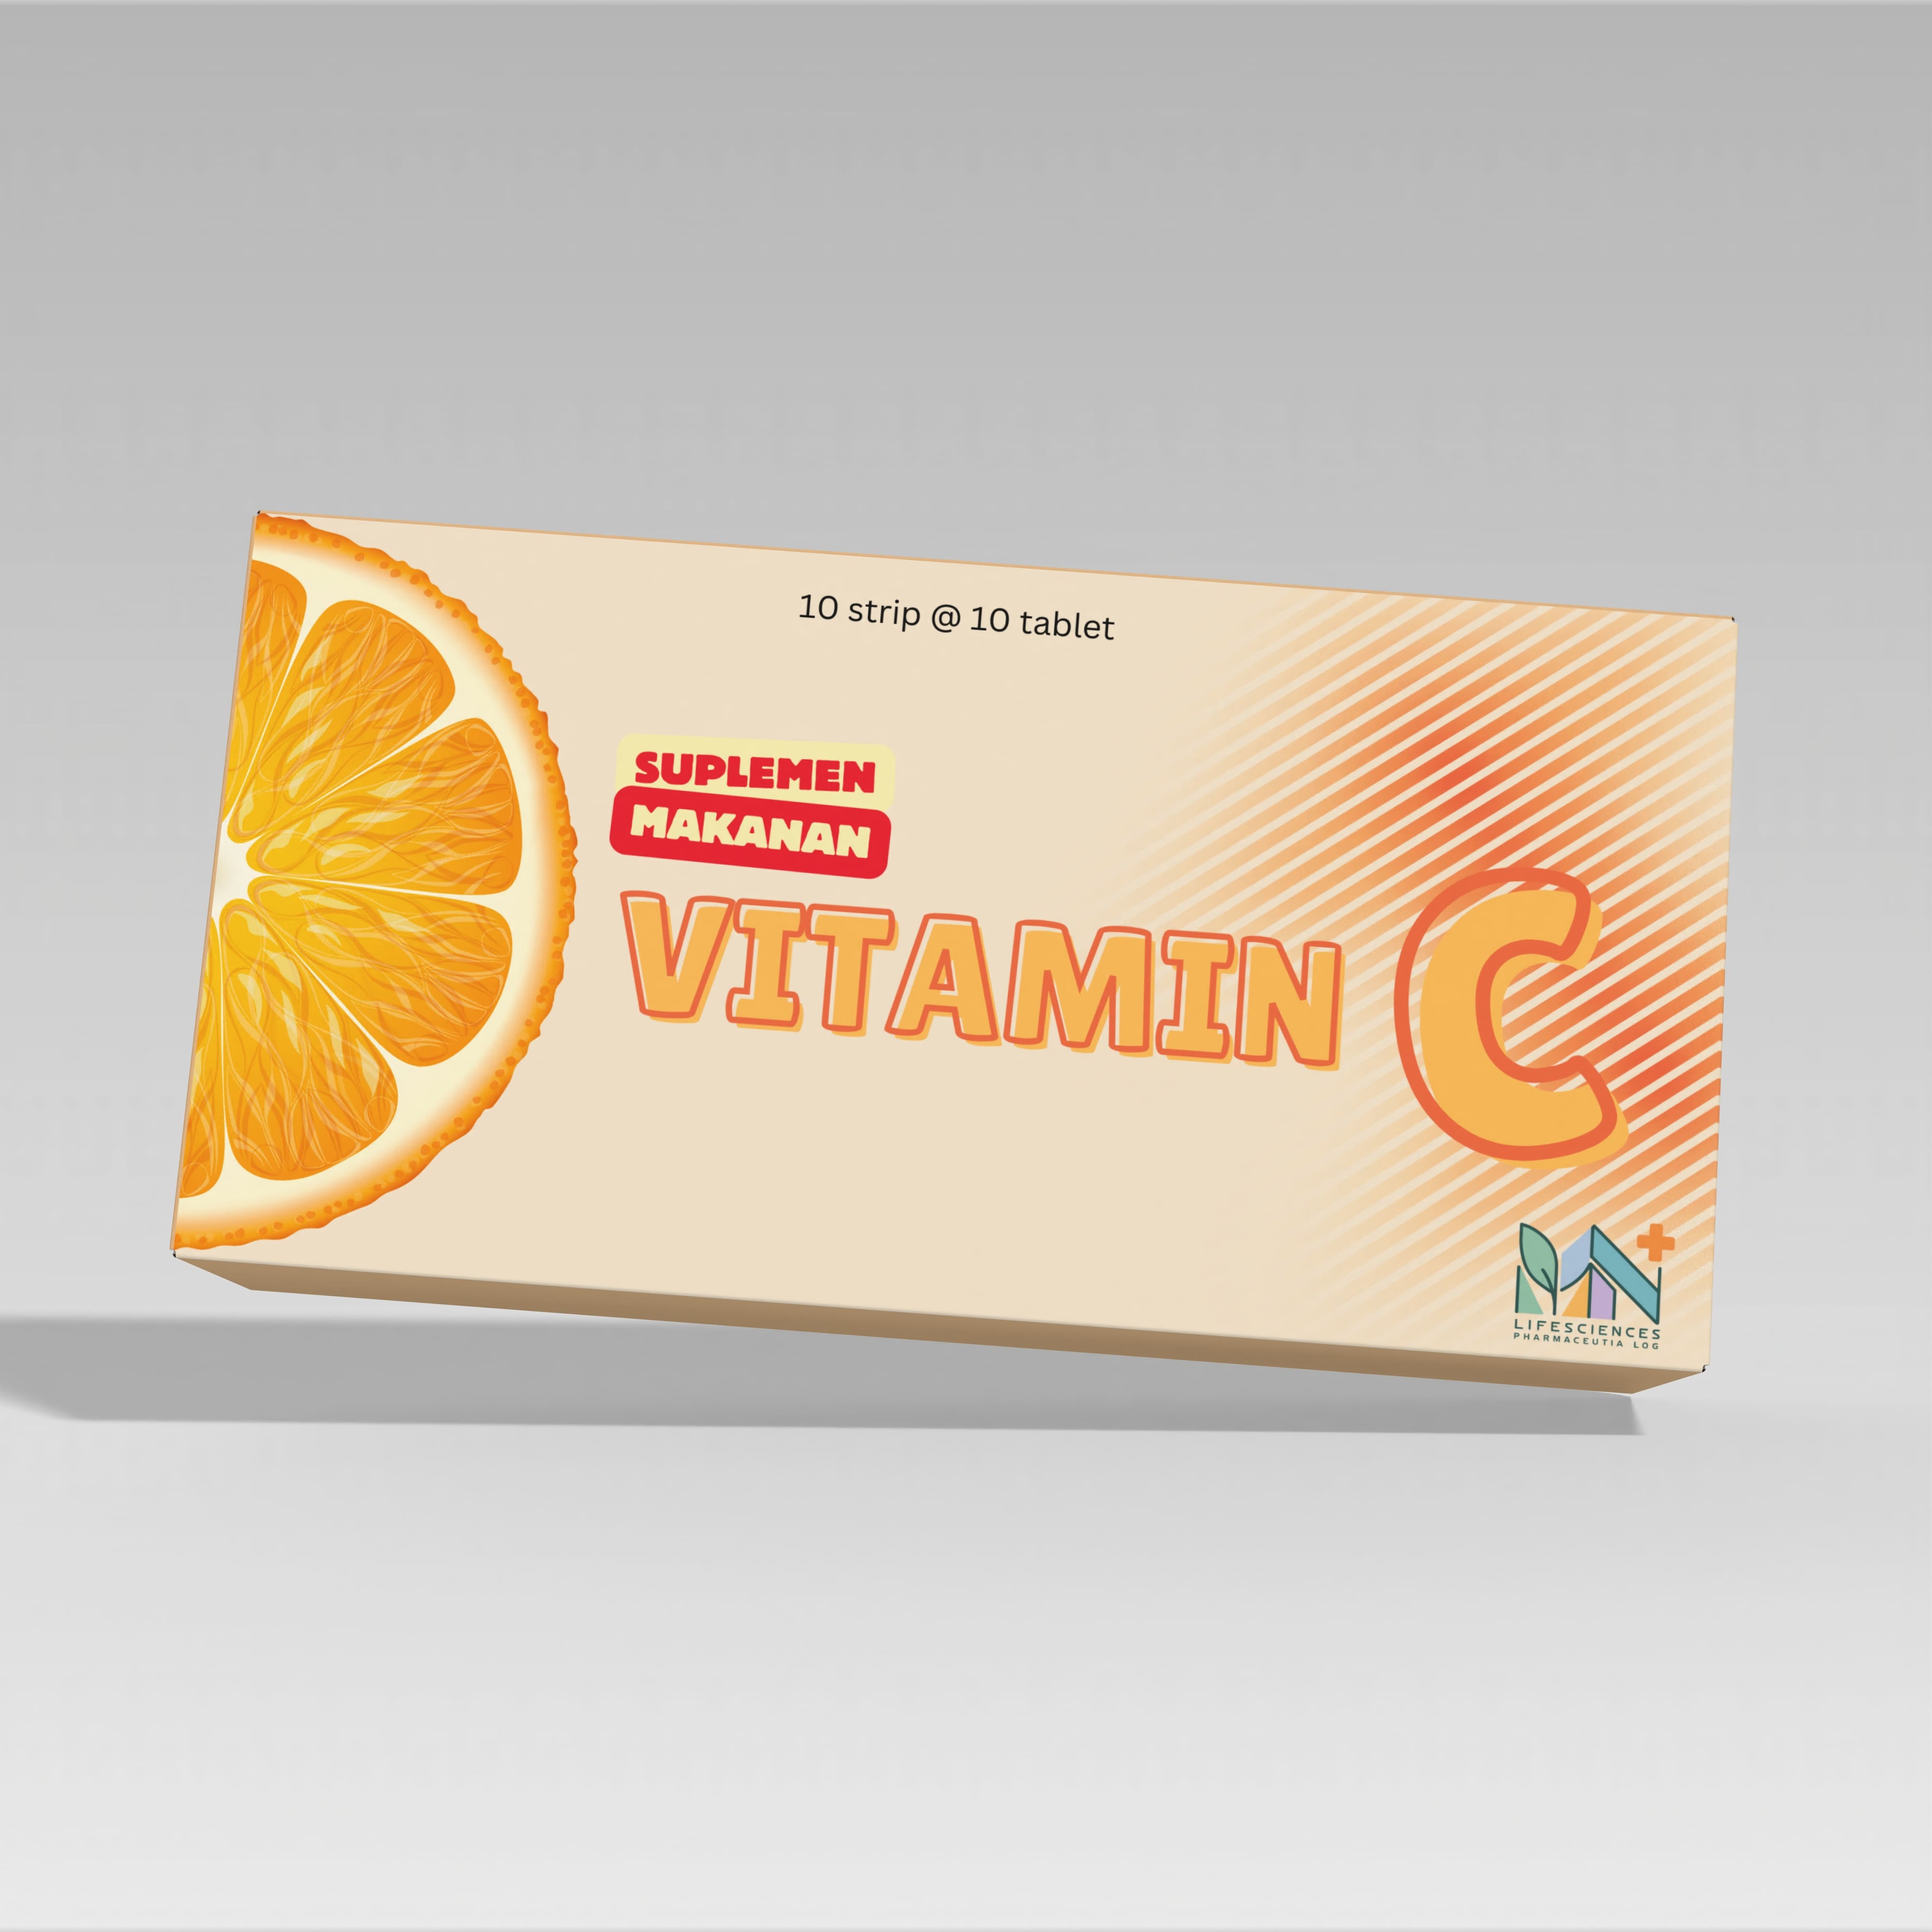 10 strip @ 10 tablet
SUPLEMEN
MAKANAN
VITAMIN C
LIFESCIENCES
PHARMACEUTIA LOG